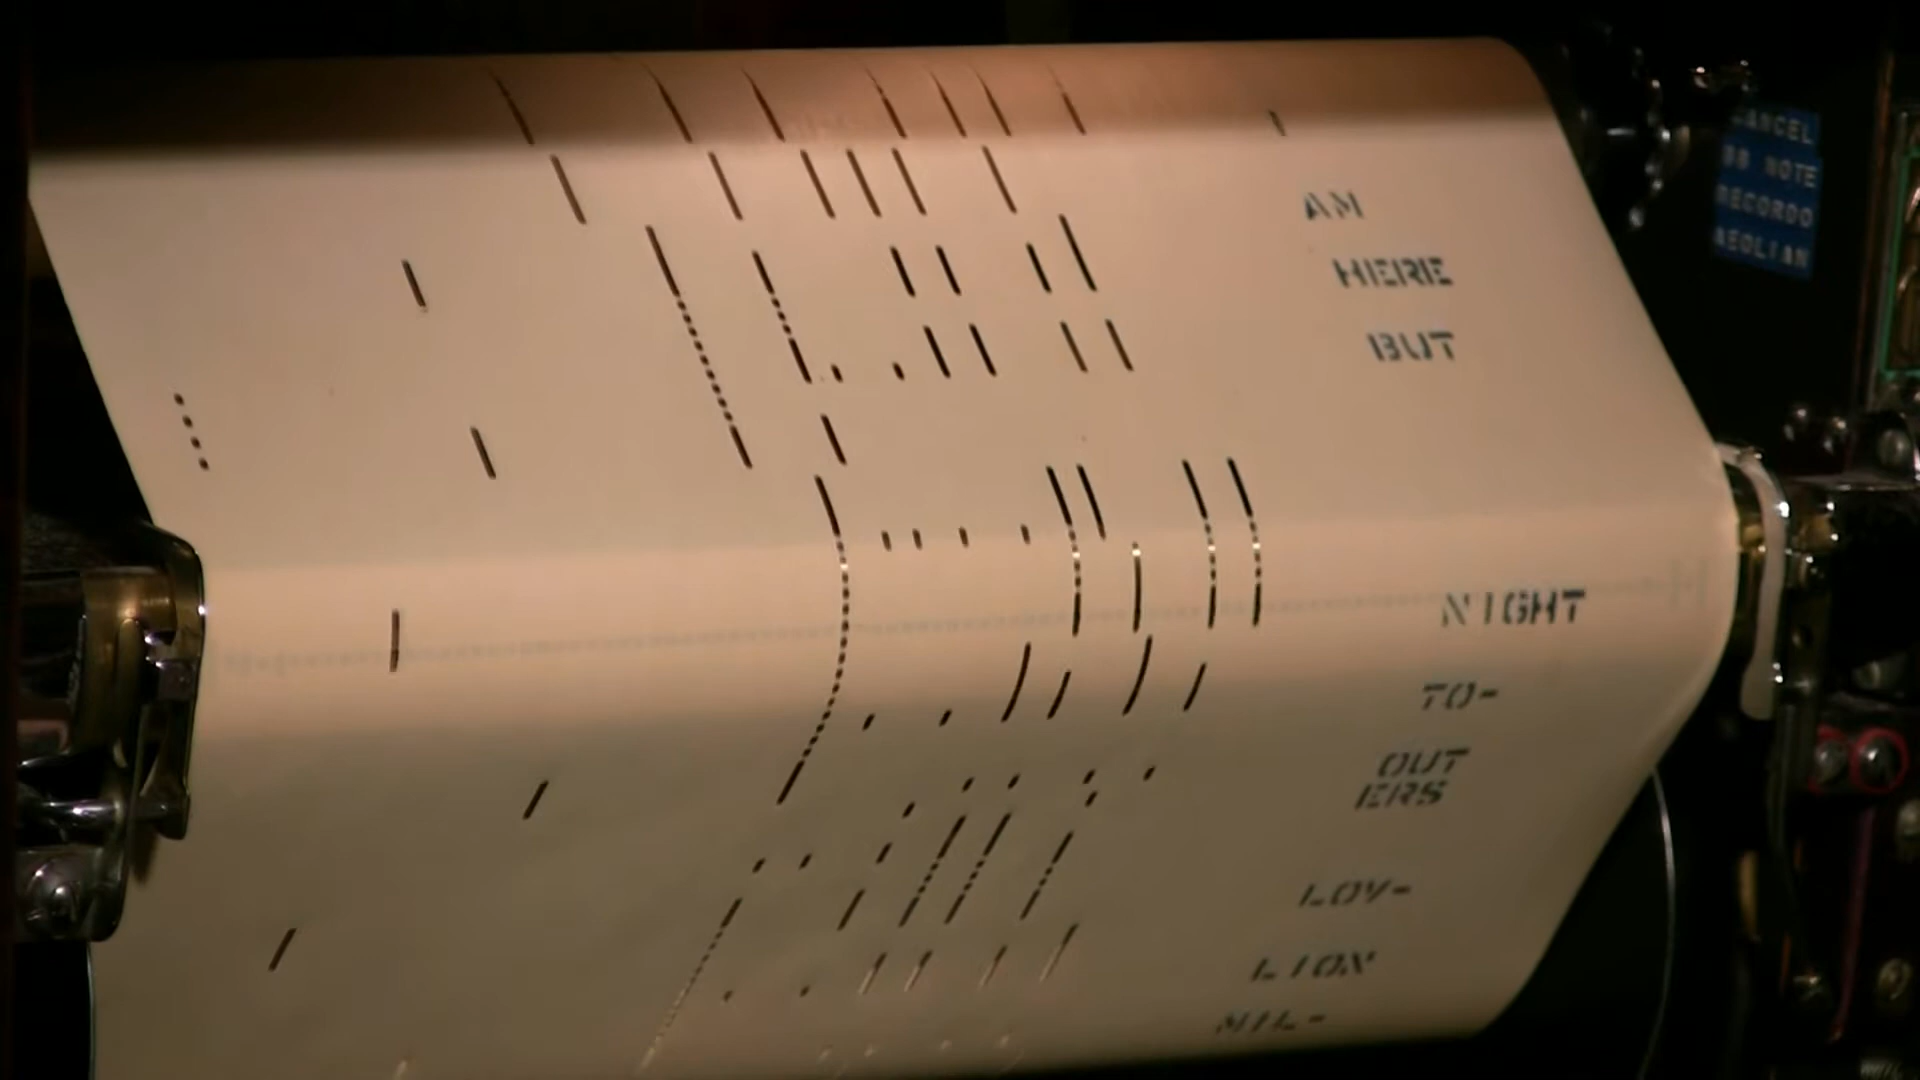 AM
HERE
BUT
NIGHT
TO-
OUT
ERS
LOV-
LION
MIL-
CANCEL
88 NOTE
RECORDO
AEOLIAN